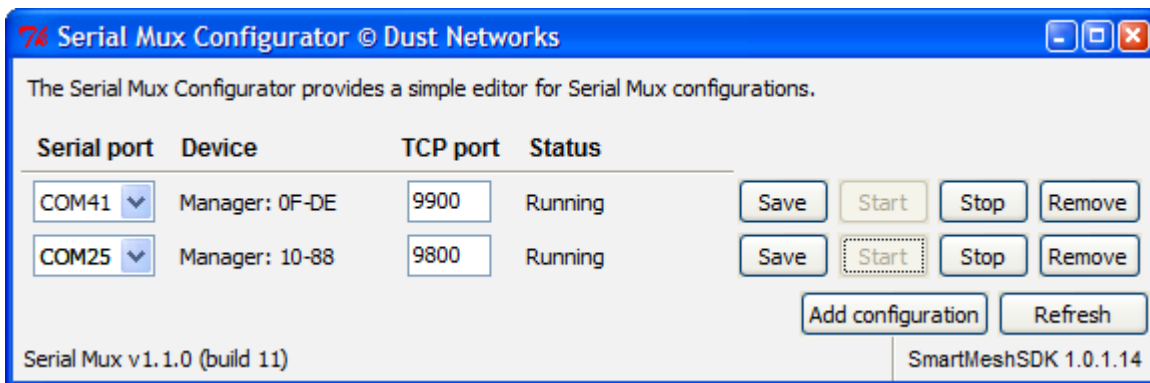 Serial Mux Configurator © Dust Networks
The Serial Mux Configurator provides a simple editor for Serial Mux configurations.
Serial port Device TCP port Status
COM41 Manager: 0F-DE 9900 Running Save Start Stop Remove
COM25 Manager: 10-88 9800 Running Save Start Stop Remove
Add configuration Refresh
Serial Mux v1.1.0 (build 11) SmartMeshSDK 1.0.1.14